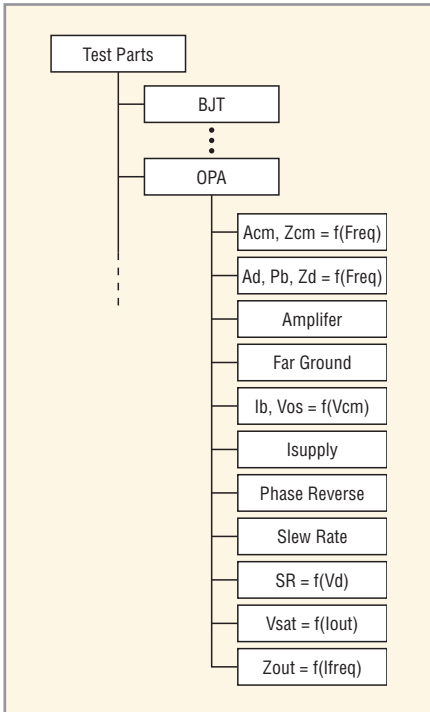 Test Parts
BJT
OPA
Acm, Zcm = f(Freq)
Ad, Pb, Zd = f(Freq)
Amplifer
Far Ground
Ib, Vos = f(Vcm)
Isupply
Phase Reverse
Slew Rate
SR = f(Vd)
Vsat = f(Iout)
Zout = f(Ifreq)